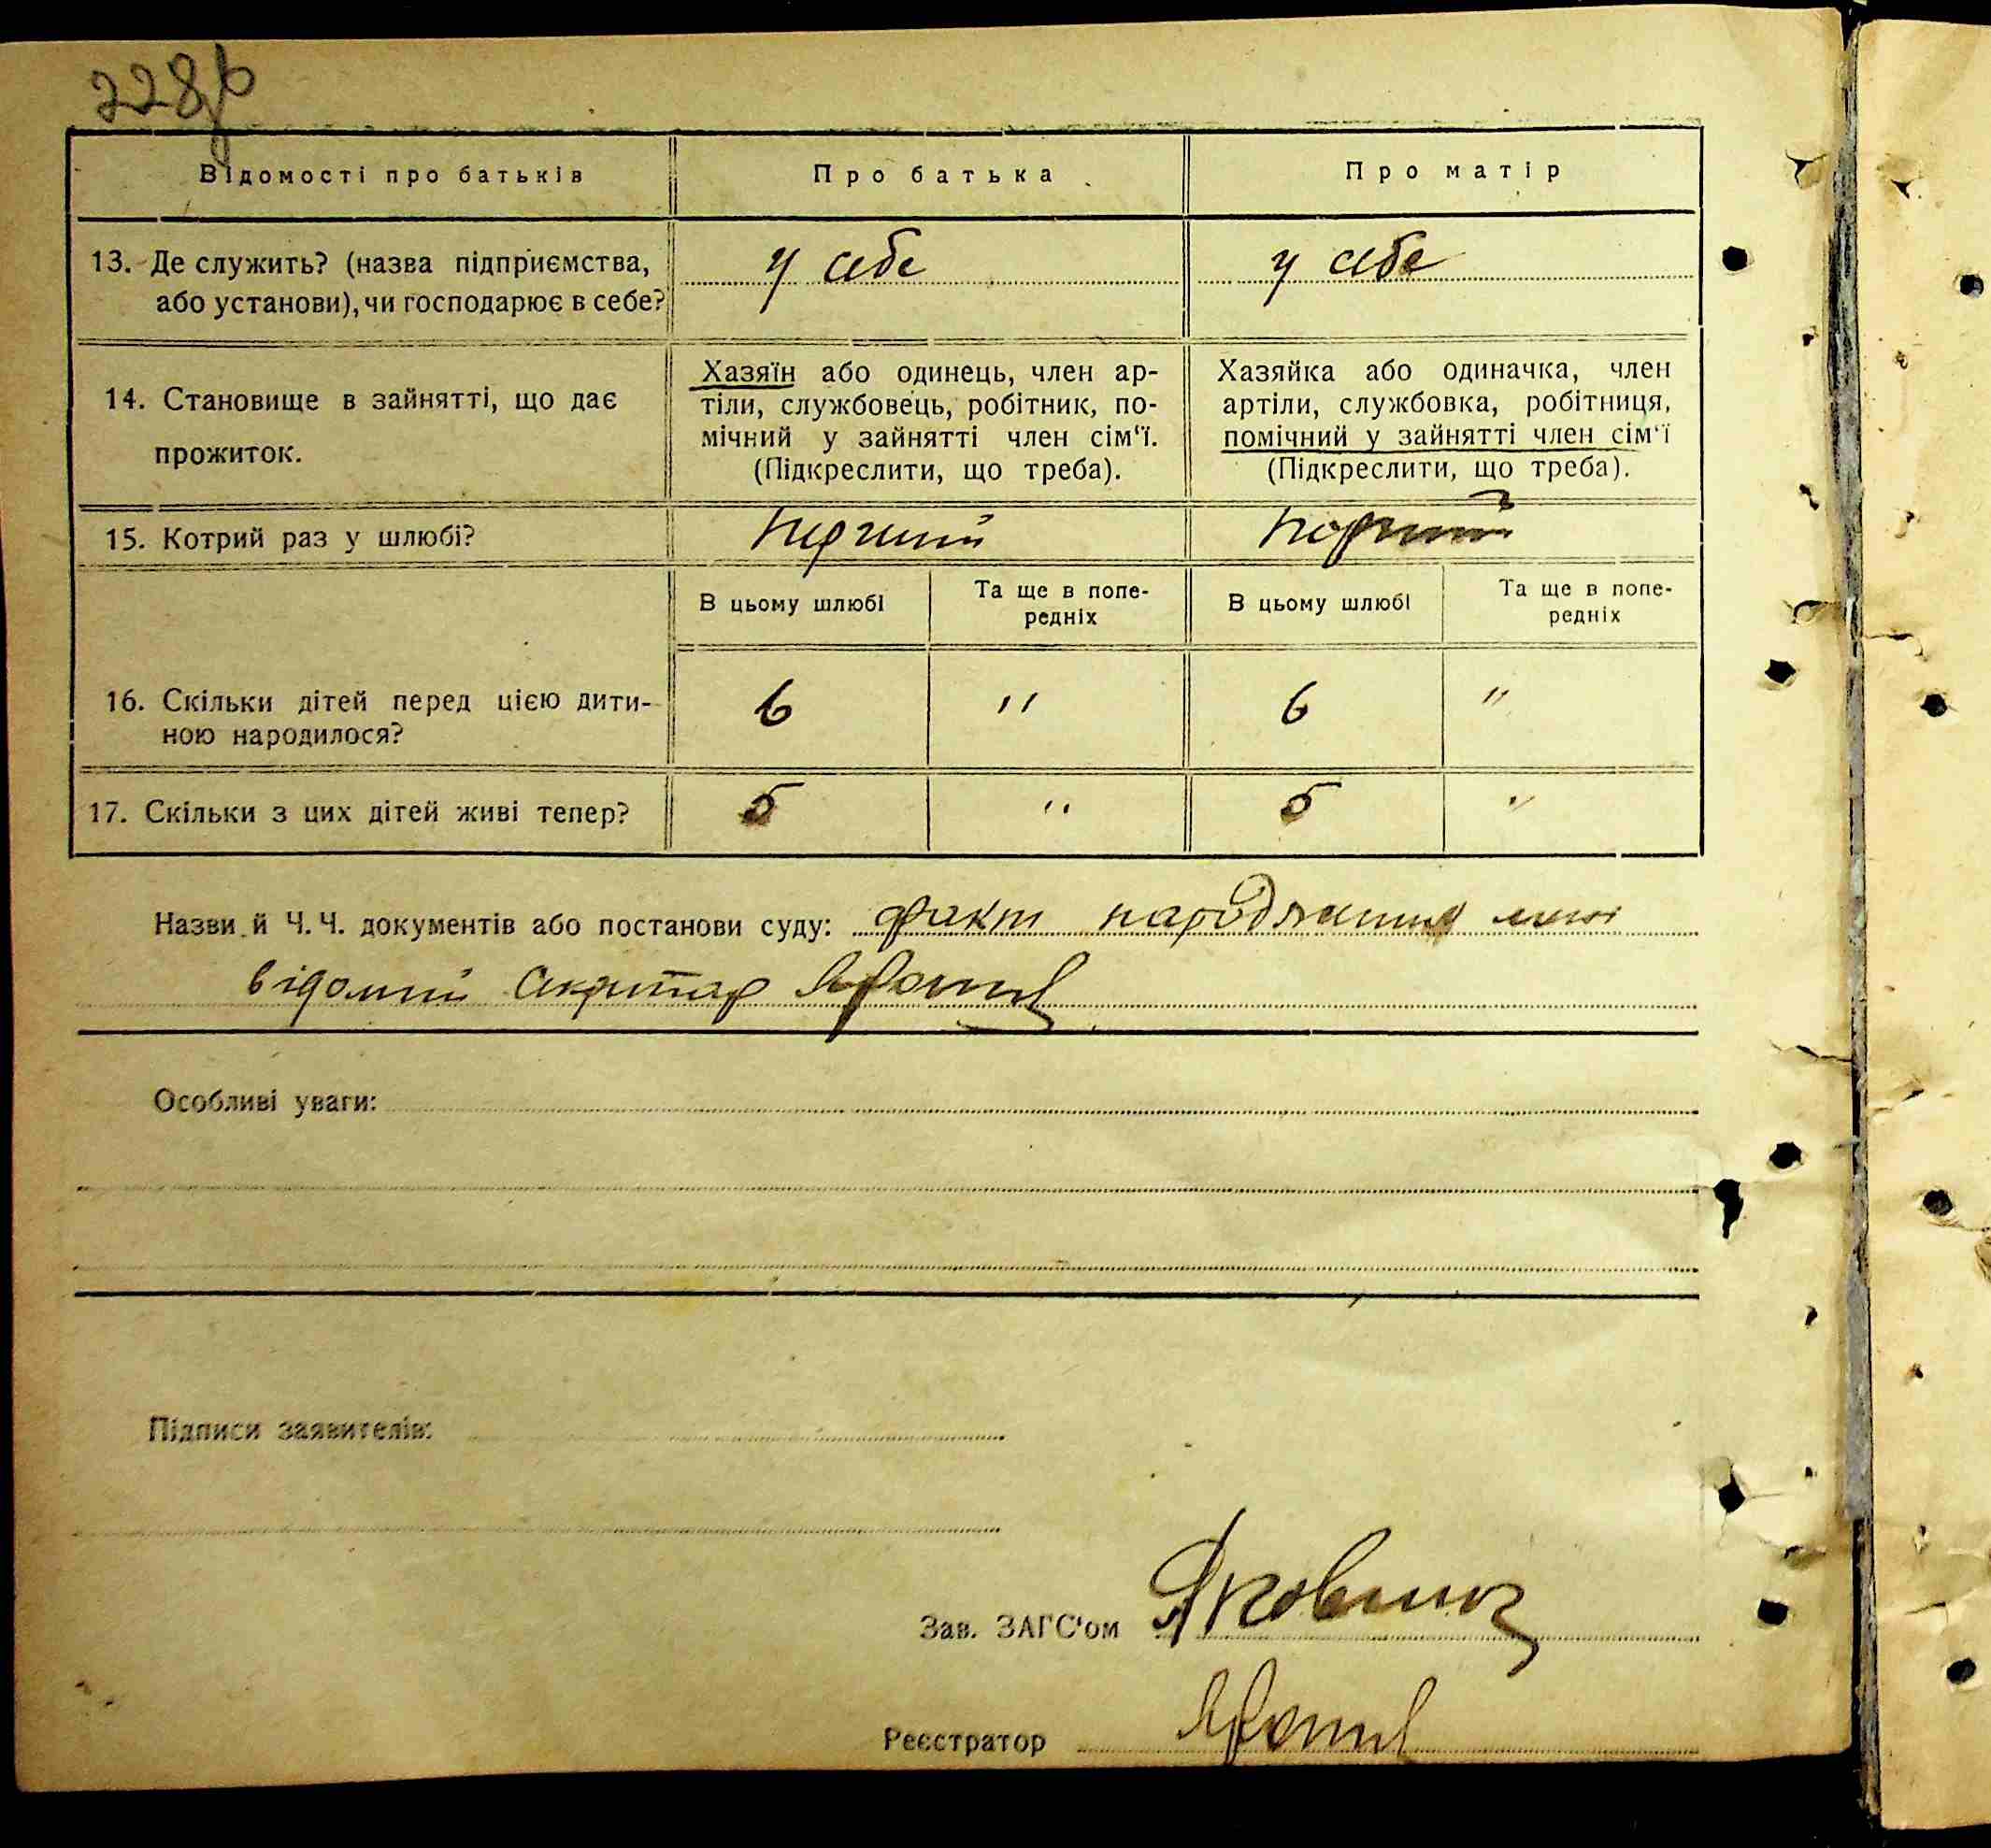 228
Відомості про батьків
Про батька
Про матір
13. Де служить? (назва підприємства,
або установи), чи господарює в себе?
у себе
у себе
14. Становище в зайнятті, що дає
прожиток.
Хазяїн або одинець, член ар-
тіли, службовець, робітник, по-
мічний у зайнятті член сім'ї.
(Підкреслити, що треба).
Хазяйка або одиначка, член
артіли, службовка, робітниця,
помічний у зайнятті член сім'ї
(Підкреслити, що треба).
15. Котрий раз у шлюбі?
перший
перший
В цьому шлюбі
Та ще в попе-
редніх
В цьому шлюбі
Та ще в попе-
редніх
16. Скільки дітей перед цією дити-
ною народилося?
6
"
6
"
17. Скільки з цих дітей живі тепер?
5
"
5
"
Назви й Ч. Ч. документів або постанови суду: факт народження мені
відомий Секретар
Особливі уваги:
Підписи заявителів:
Зав. ЗАГС'ом
Реєстратор